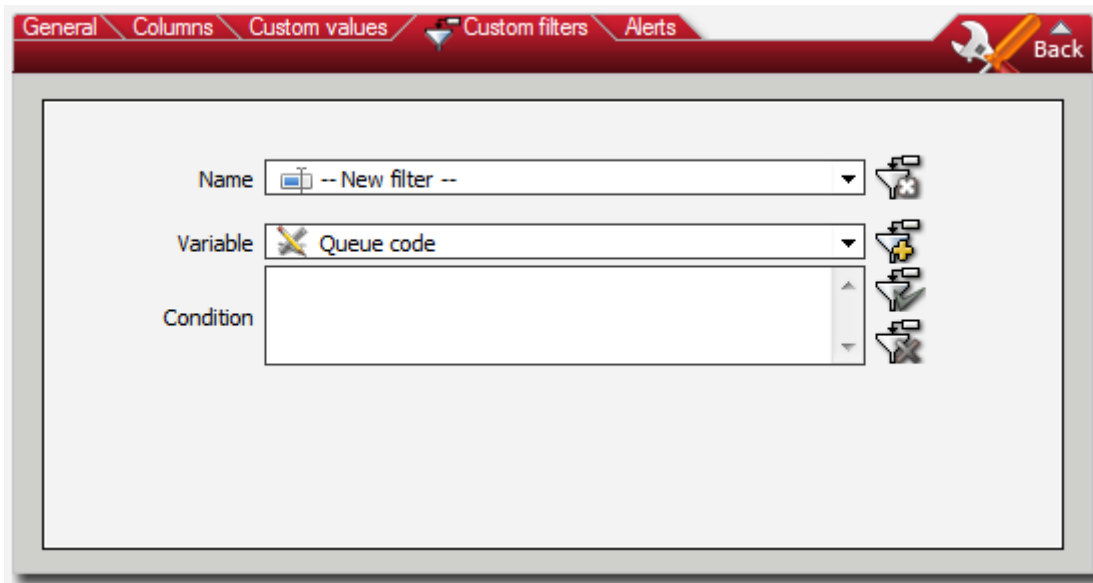 General Columns Custom values Custom filters Alerts
Back
Name -- New filter --
Variable Queue code
Condition